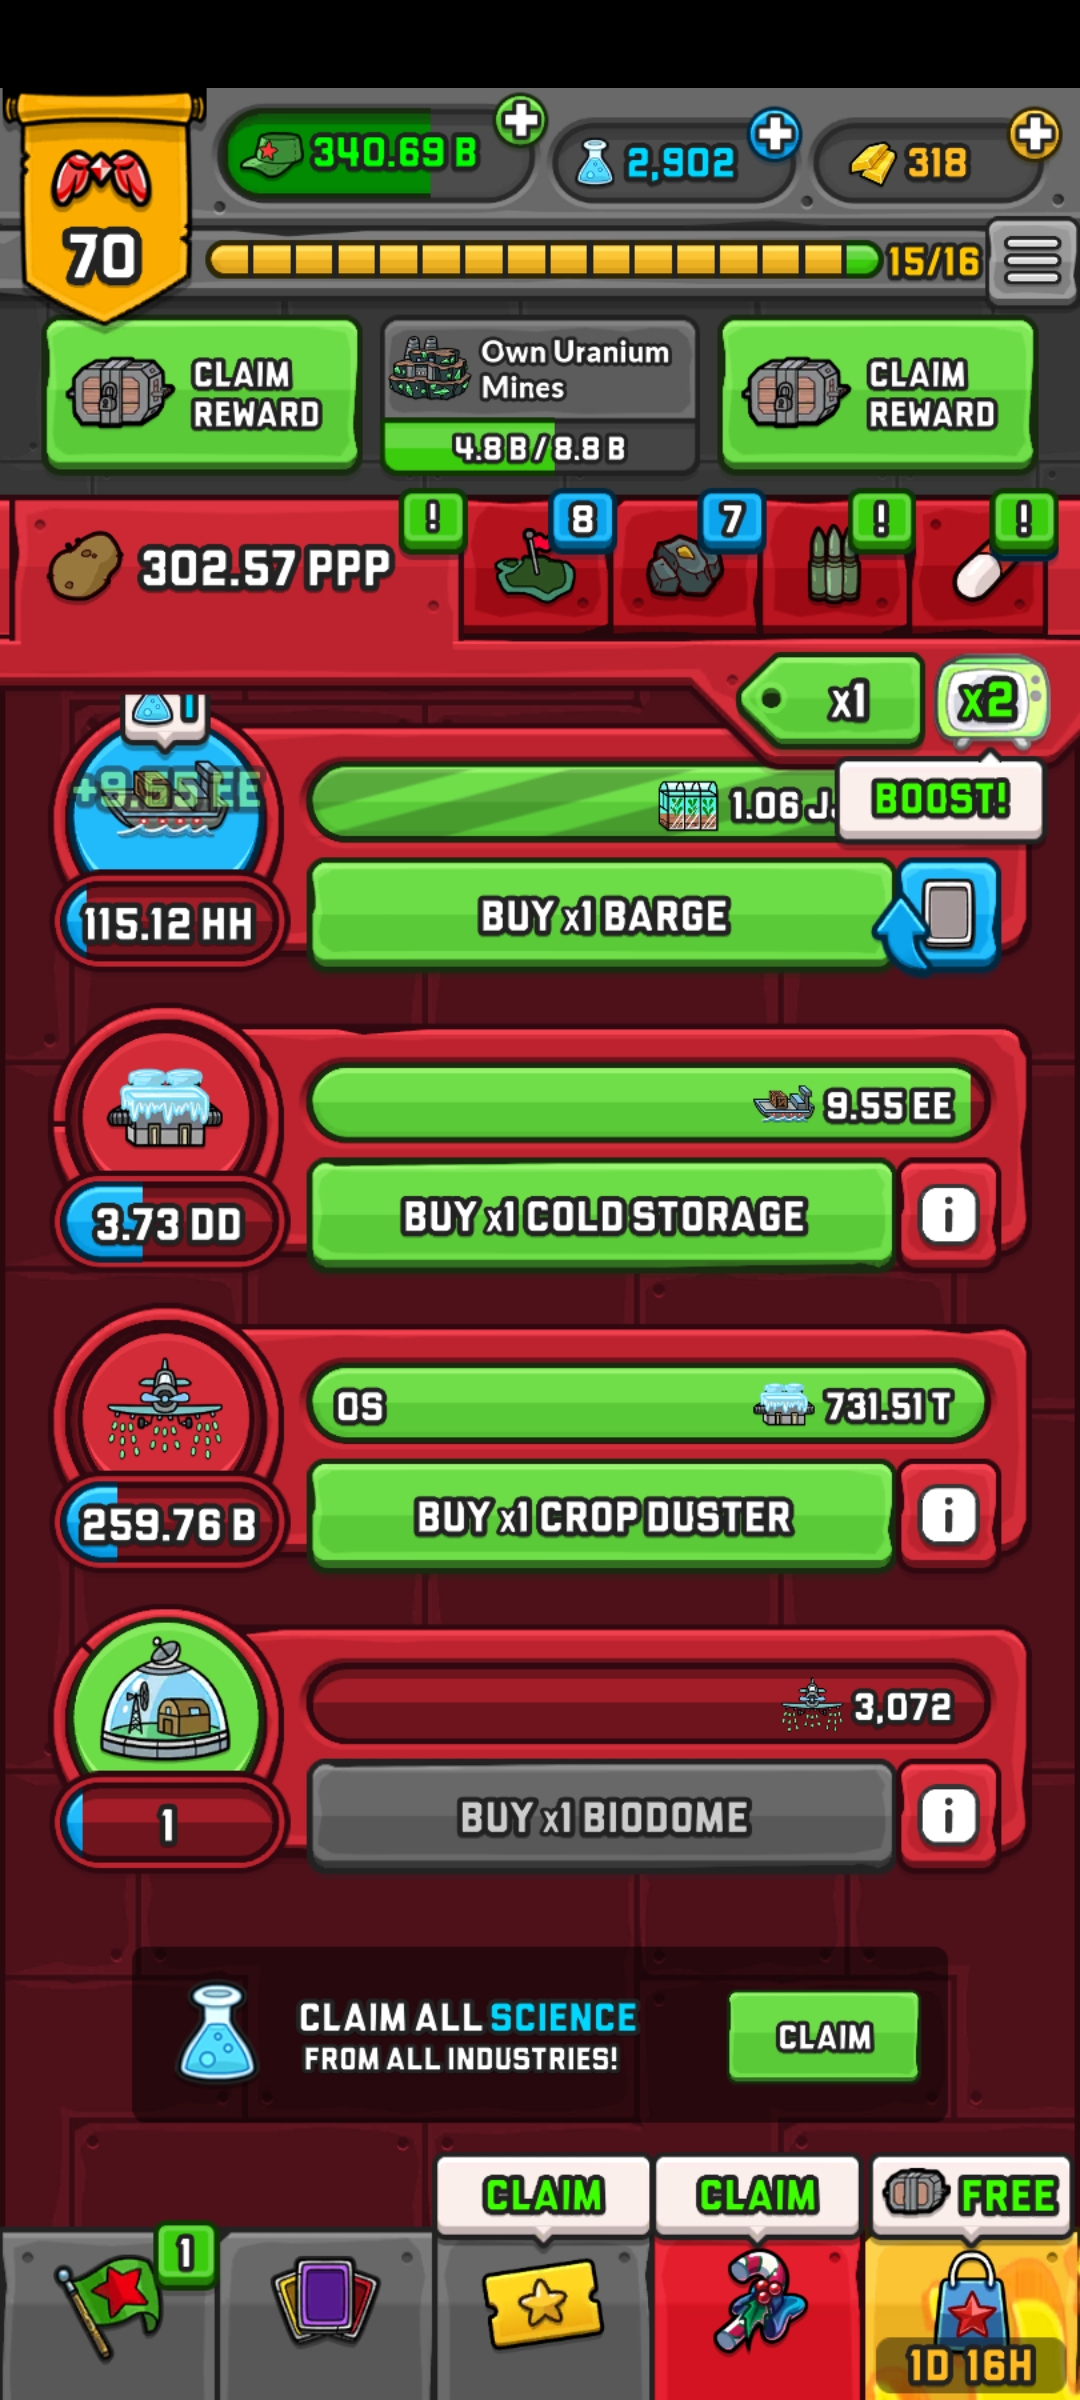 340.69 B
2,902
318
70
15/16
CLAIM
REWARD
Own Uranium
Mines
4.8 B / 8.8 B
CLAIM
REWARD
302.57 PPP
!
8
7
!
!
x1
x2
BOOST!
1
+9.55 EE
1.06 J
115.12 HH
BUY x1 BARGE
9.55 EE
3.73 DD
BUY x1 COLD STORAGE
i
0S
731.51 T
259.76 B
BUY x1 CROP DUSTER
i
3,072
1
BUY x1 BIODOME
i
CLAIM ALL SCIENCE
FROM ALL INDUSTRIES!
CLAIM
CLAIM
CLAIM
FREE
1
1D 16H